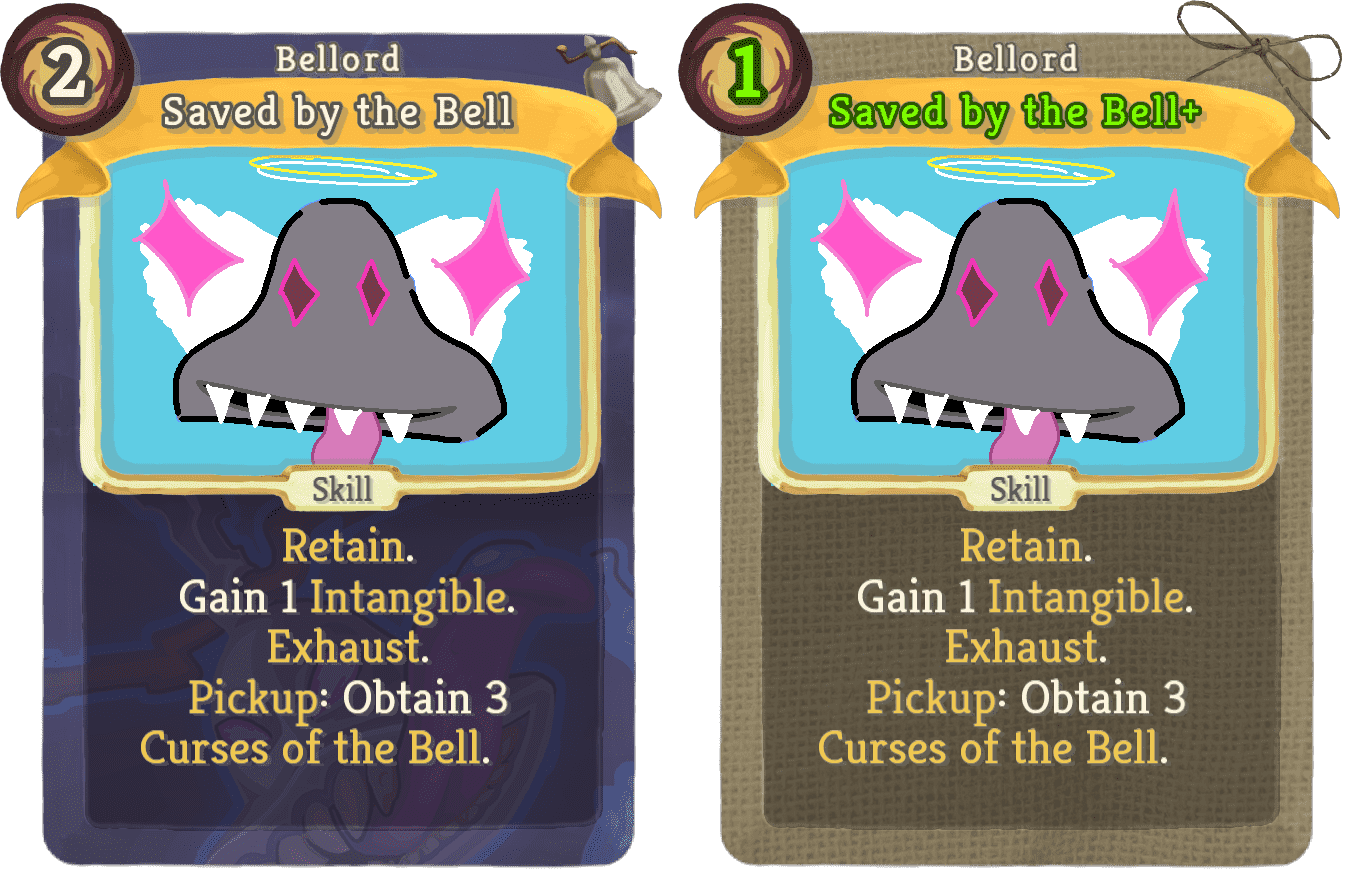 2
Bellord
Saved by the Bell
Skill
Retain.
Gain 1 Intangible.
Exhaust.
Pickup: Obtain 3
Curses of the Bell.
1
Bellord
Saved by the Bell+
Skill
Retain.
Gain 1 Intangible.
Exhaust.
Pickup: Obtain 3
Curses of the Bell.